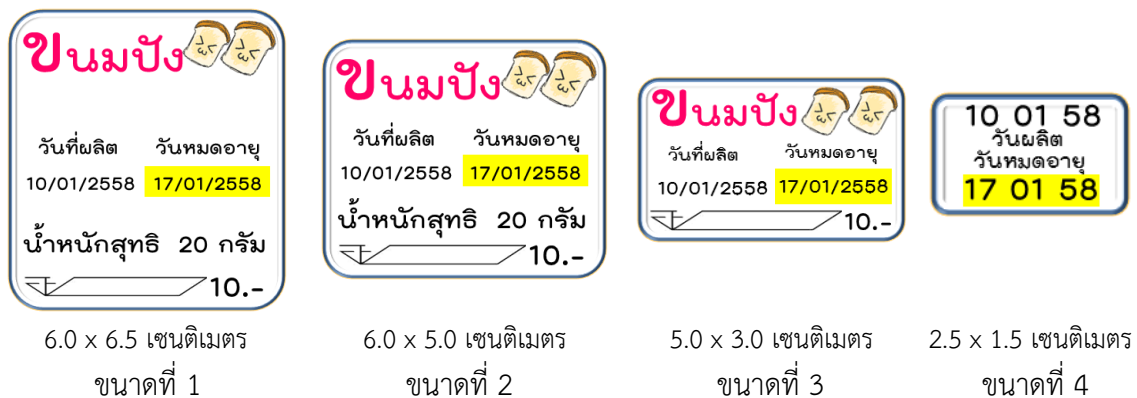 ขนมปัง
วันที่ผลิต วันหมดอายุ
10/01/2558 17/01/2558
น้ำหนักสุทธิ 20 กรัม
ราคา 10.-
6.0 x 6.5 เซนติเมตร
ขนาดที่ 1
ขนมปัง
วันที่ผลิต วันหมดอายุ
10/01/2558 17/01/2558
น้ำหนักสุทธิ 20 กรัม
10.-
6.0 x 5.0 เซนติเมตร
ขนาดที่ 2
ขนมปัง
วันที่ผลิต วันหมดอายุ
10/01/2558 17/01/2558
10.-
5.0 x 3.0 เซนติเมตร
ขนาดที่ 3
10 01 58
วันผลิต
วันหมดอายุ
17 01 58
2.5 x 1.5 เซนติเมตร
ขนาดที่ 4